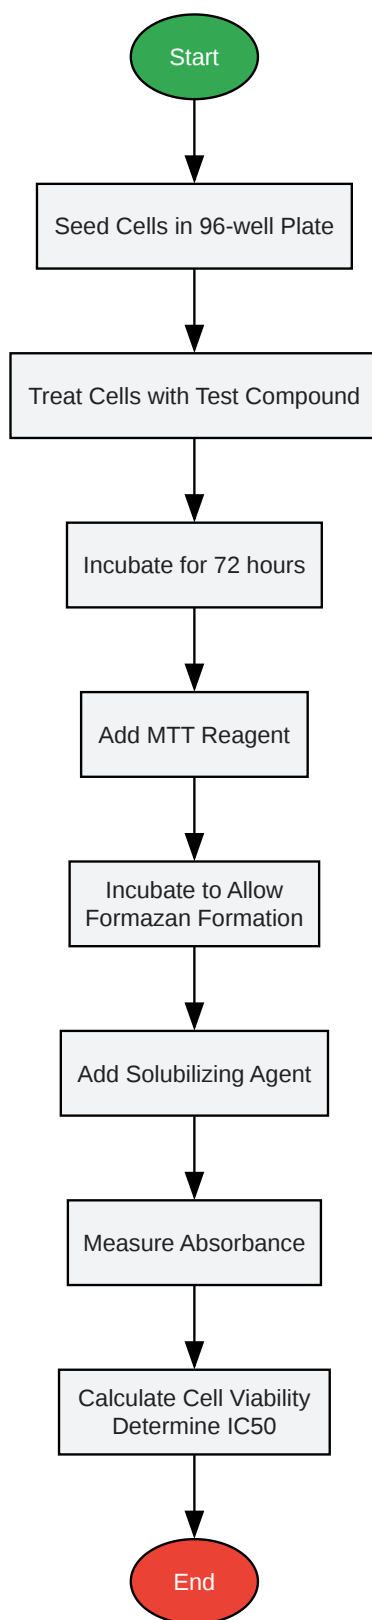 Start
Seed Cells in 96-well Plate
Treat Cells with Test Compound
Incubate for 72 hours
Add MTT Reagent
Incubate to Allow
Formazan Formation
Add Solubilizing Agent
Measure Absorbance
Calculate Cell Viability
Determine IC50
End